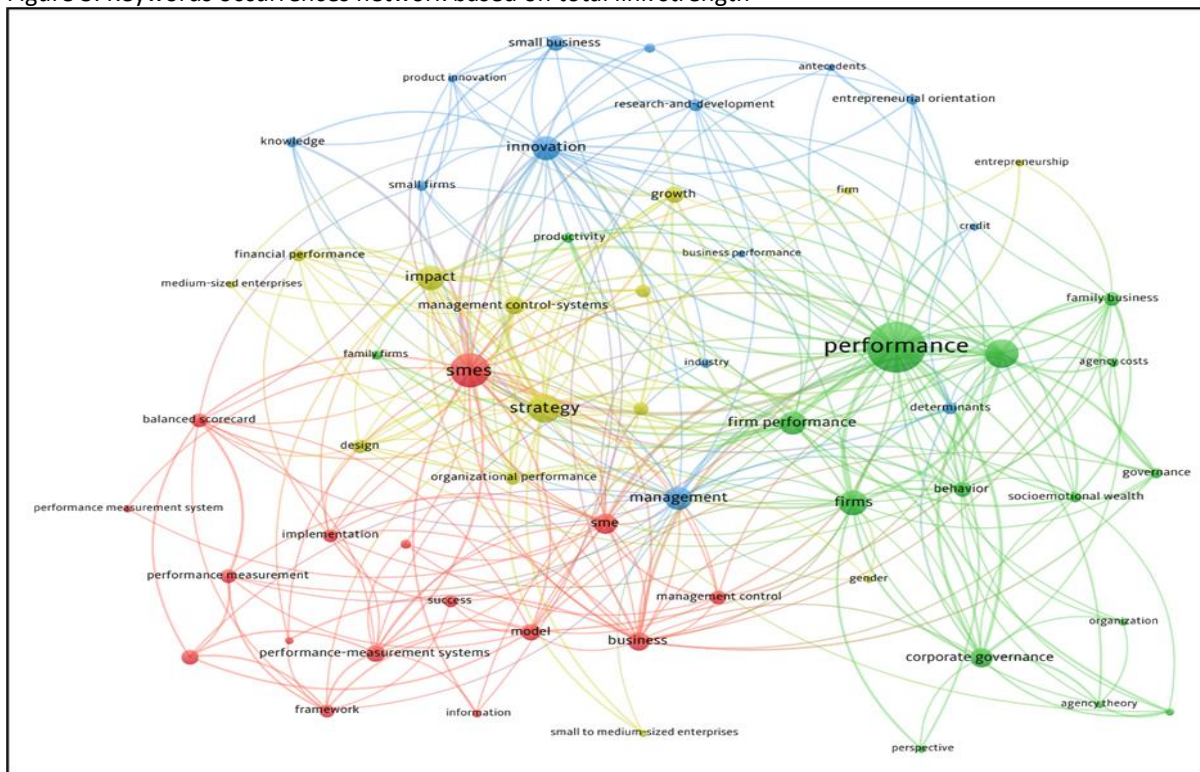 Figure 3: Keywords occurrences network based on total link strength
small business
antecedents
product innovation
entrepreneurial orientation
research-and-development
knowledge
innovation
entrepreneurship
small firms
firm
growth
credit
productivity
financial performance
business performance
impact
medium-sized enterprises
family business
management control-systems
performance
family firms
industry
agency costs
smes
strategy
determinants
balanced scorecard
firm performance
design
organizational performance
governance
behavior
socioemotional wealth
management
firms
performance measurement system
sme
implementation
performance measurement
gender
management control
success
organization
model
business
performance-measurement systems
corporate governance
agency theory
framework
information
small to medium-sized enterprises
perspective